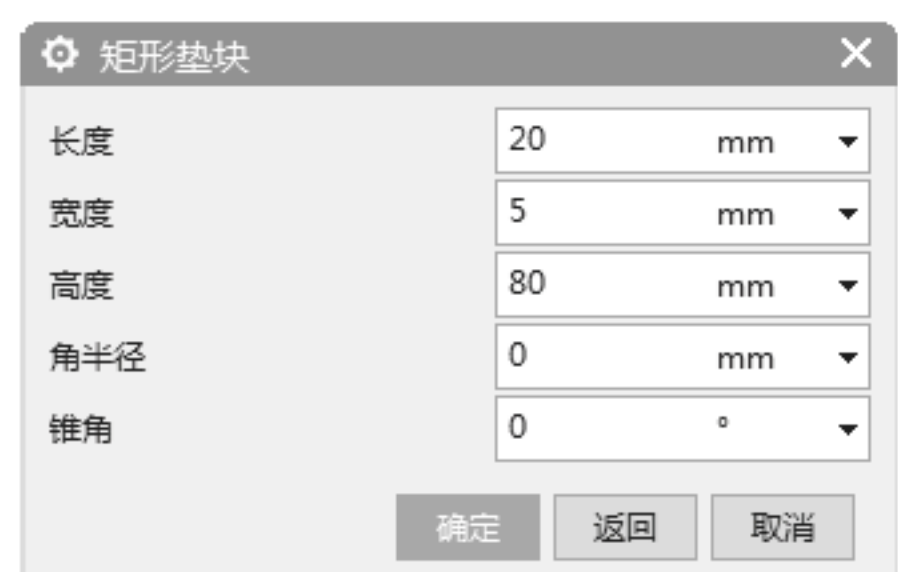 矩形垫块
长度 20 mm
宽度 5 mm
高度 80 mm
角半径 0 mm
锥角 0 °
确定 返回 取消